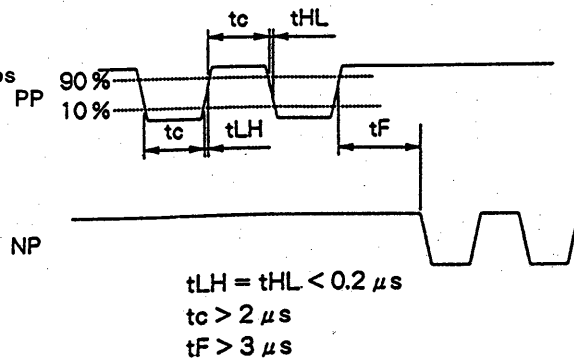 tc tHL
90%
PP
10%
tc tLH
tF
NP
tLH = tHL < 0.2 μs
tc > 2 μs
tF > 3 μs